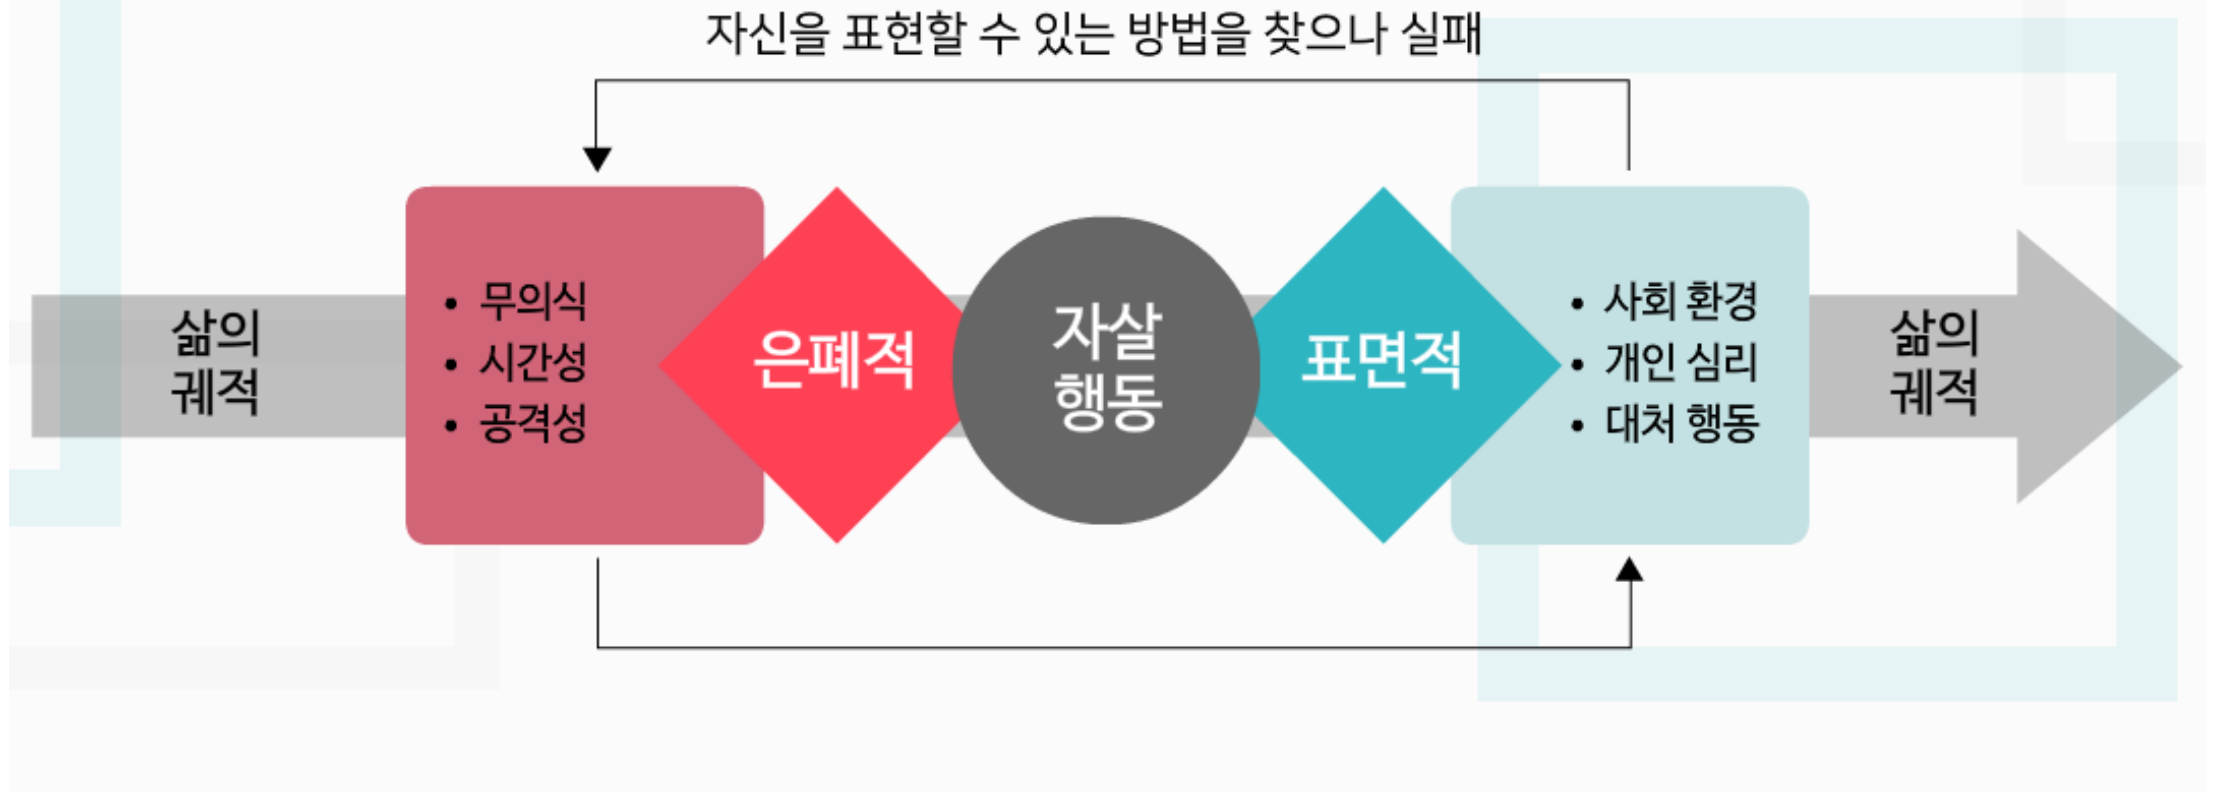 자신을 표현할 수 있는 방법을 찾으나 실패
삶의
궤적
• 무의식
• 시간성
• 공격성
은폐적
자살
행동
표면적
• 사회 환경
• 개인 심리
• 대처 행동
삶의
궤적